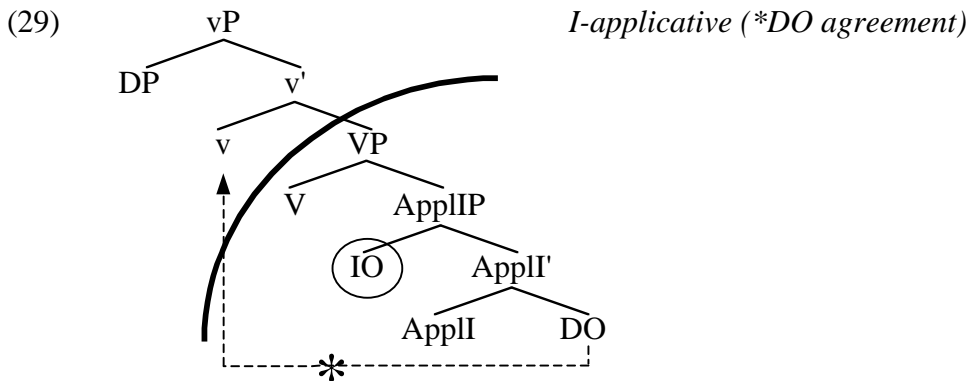 (29) vP I-applicative (*DO agreement)
DP v'
v VP
V ApplIP
IO ApplI'
ApplI DO
*